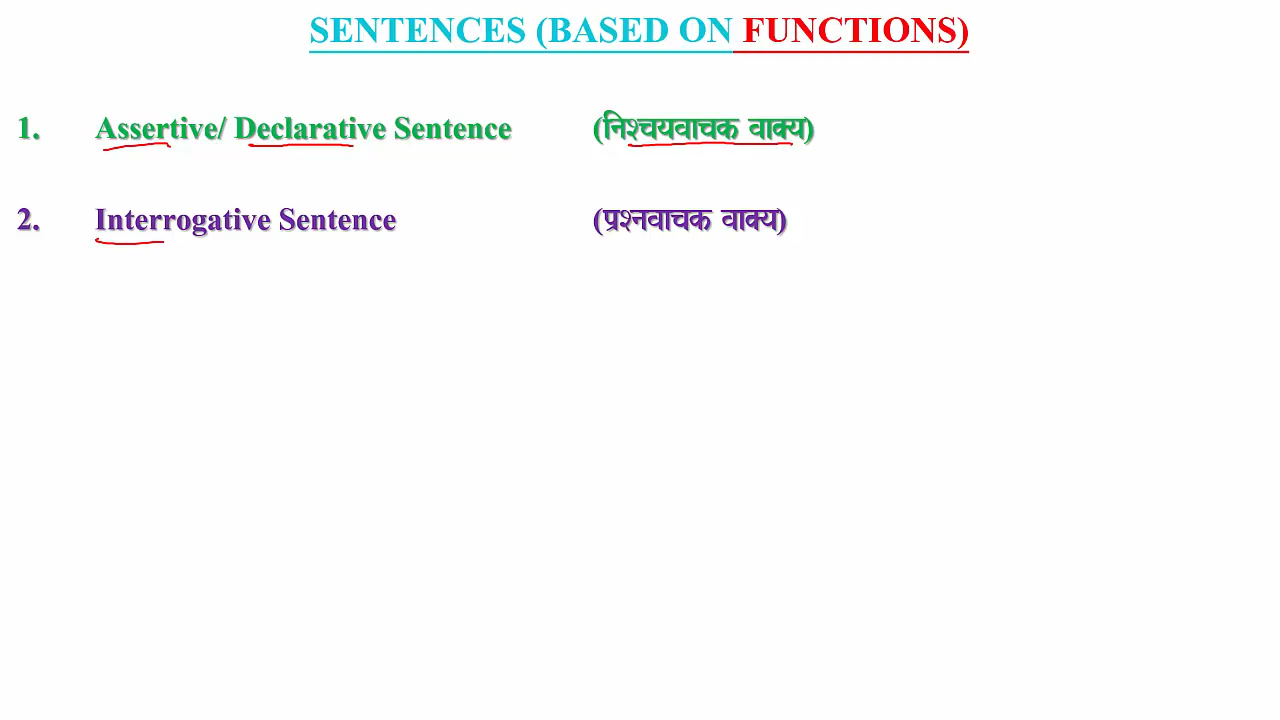 SENTENCES (BASED ON FUNCTIONS)
1. Assertive/ Declarative Sentence (निश्चयवाचक वाक्य)
2. Interrogative Sentence (प्रश्नवाचक वाक्य)